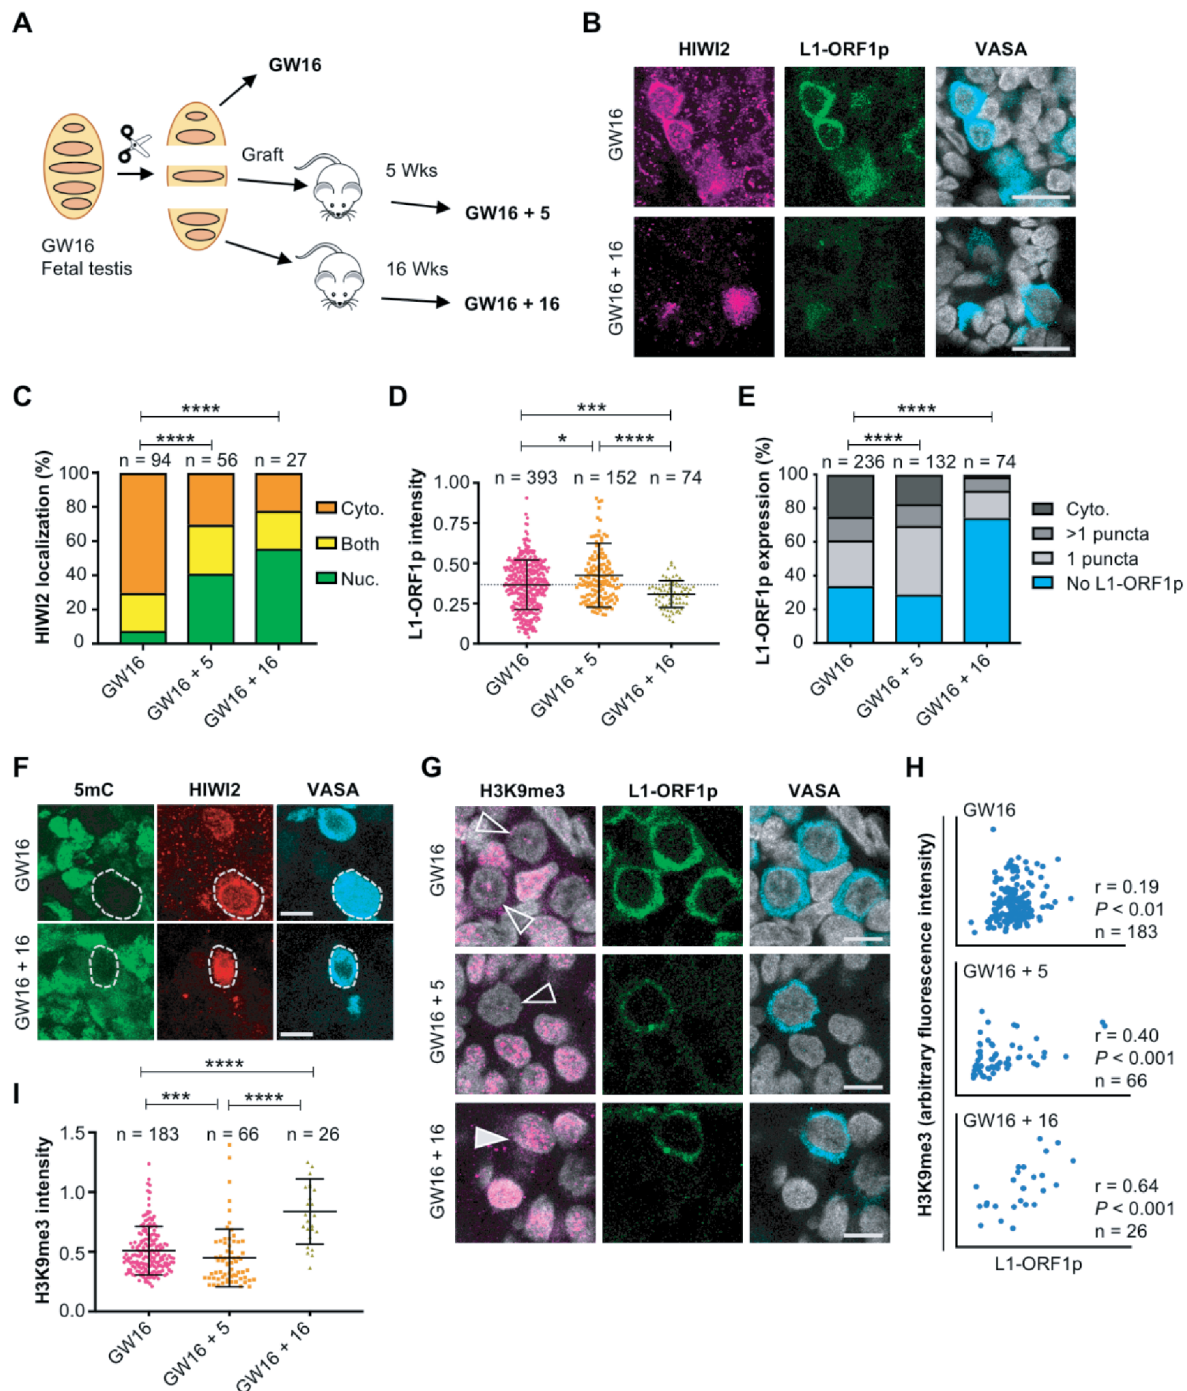 A
GW16
Graft
5 Wks
GW16 + 5
GW16
Fetal testis
16 Wks
GW16 + 16
B
HIWI2 L1-ORF1p VASA
GW16
GW16 + 16
C
****
****
n = 94 n = 56 n = 27
HIWI2 localization (%)
100
80
60
40
20
0
Cyto.
Both
Nuc.
GW16
GW16 + 5
GW16 + 16
D
***
* ****
n = 393 n = 152 n = 74
L1-ORF1p intensity
1.00
0.75
0.50
0.25
0
GW16
GW16 + 5
GW16 + 16
E
****
****
n = 236 n = 132 n = 74
L1-ORF1p expression (%)
100
80
60
40
20
0
Cyto.
>1 puncta
1 puncta
No L1-ORF1p
GW16
GW16 + 5
GW16 + 16
F
5mC HIWI2 VASA
GW16
GW16 + 16
G
H3K9me3 L1-ORF1p VASA
GW16
GW16 + 5
GW16 + 16
H
H3K9me3 (arbitrary fluorescence intensity)
GW16
r = 0.19
P < 0.01
n = 183
GW16 + 5
r = 0.40
P < 0.001
n = 66
GW16 + 16
r = 0.64
P < 0.001
n = 26
L1-ORF1p
I
****
*** ****
n = 183 n = 66 n = 26
H3K9me3 intensity
1.5
1.0
0.5
0.0
GW16
GW16 + 5
GW16 + 16